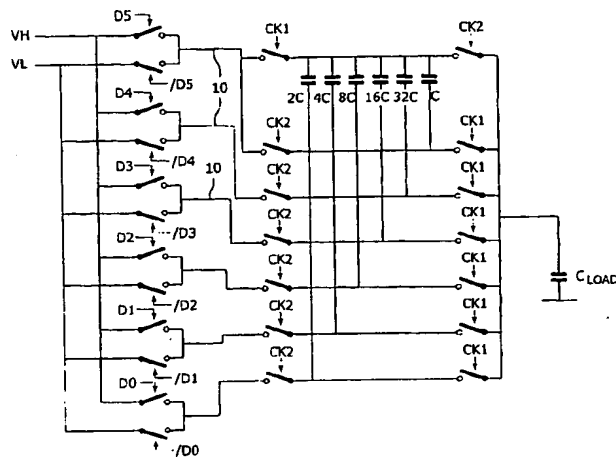 D5
VH
CK1
CK2
VL
/D5
10
D4
2C 4C 8C 16C 32C C
CK2
CK1
/D4
D3
10
CK2
CK1
/D3
D2
CK2
CK1
/D2
CK2
CK1
C LOAD
D1
CK2
CK1
/D1
D0
CK2
CK1
/D0